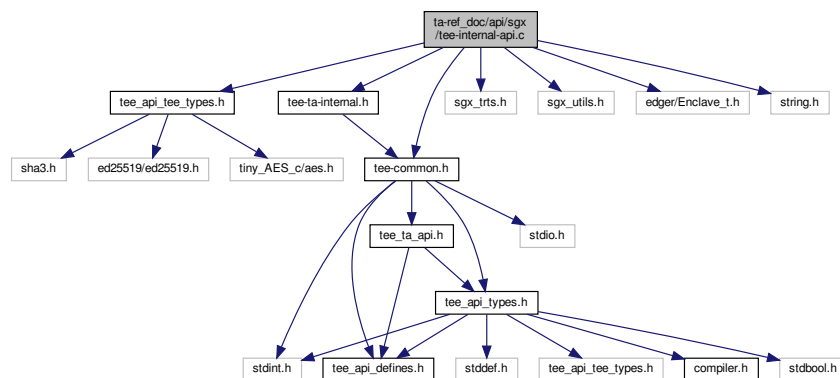 ta-ref_doc/api/sgx
/tee-internal-api.c
tee_api_tee_types.h
tee-ta-internal.h
sgx_trts.h
sgx_utils.h
edger/Enclave_t.h
string.h
sha3.h
ed25519/ed25519.h
tiny_AES_c/aes.h
tee-common.h
tee_ta_api.h
stdio.h
tee_api_types.h
stdint.h
tee_api_defines.h
stddef.h
tee_api_tee_types.h
compiler.h
stdbool.h